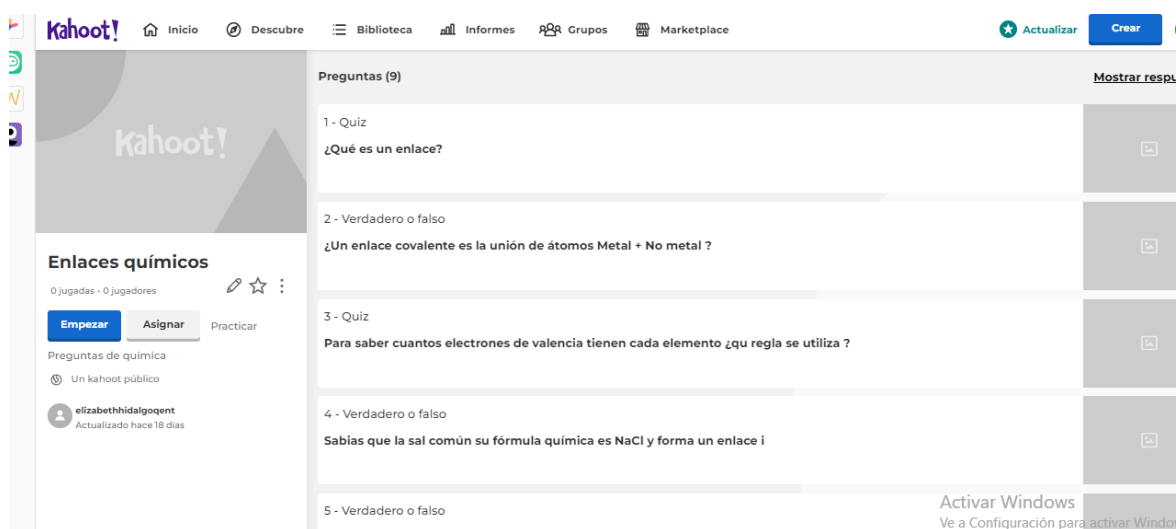 Kahoot! Inicio Descubre Biblioteca Informes Grupos Marketplace Actualizar Crear
Kahoot!
Enlaces químicos
0 jugadas · 0 jugadores
Empezar Asignar Practicar
Preguntas de química
Un kahoot público
elizabethhidalgoqent
Actualizado hace 18 días
Preguntas (9) Mostrar respu
1 - Quiz
¿Qué es un enlace?
2 - Verdadero o falso
¿Un enlace covalente es la unión de átomos Metal + No metal ?
3 - Quiz
Para saber cuantos electrones de valencia tienen cada elemento ¿qu regla se utiliza ?
4 - Verdadero o falso
Sabias que la sal común su fórmula química es NaCl y forma un enlace i
5 - Verdadero o falso
Activar Windows
Ve a Configuración para activar Windo